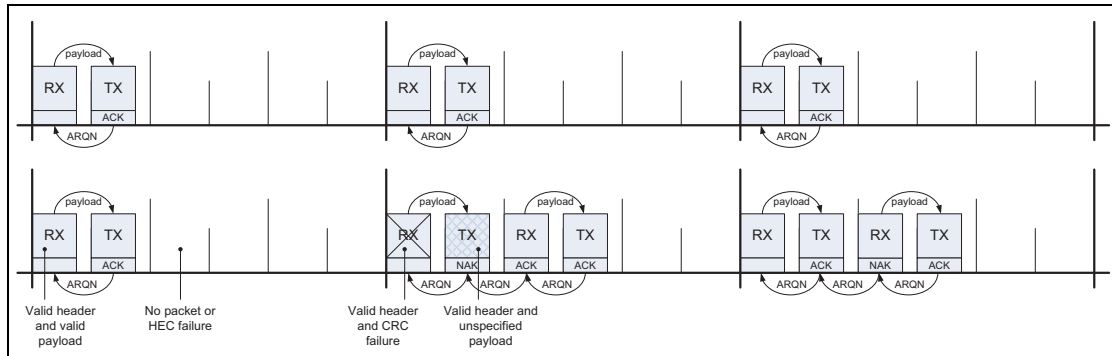 payload
payload
payload
RX TX
RX TX
RX TX
ACK
ACK
ACK
ARQN
ARQN
ARQN
payload
payload
payload
payload
payload
RX TX
RX TX RX TX
RX TX RX TX
ACK
NAK ACK ACK
ACK NAK ACK
ARQN
ARQN ARQN ARQN
ARQN ARQN ARQN
Valid header
and valid
payload
No packet or
HEC failure
Valid header
and CRC
failure
Valid header and
unspecified
payload